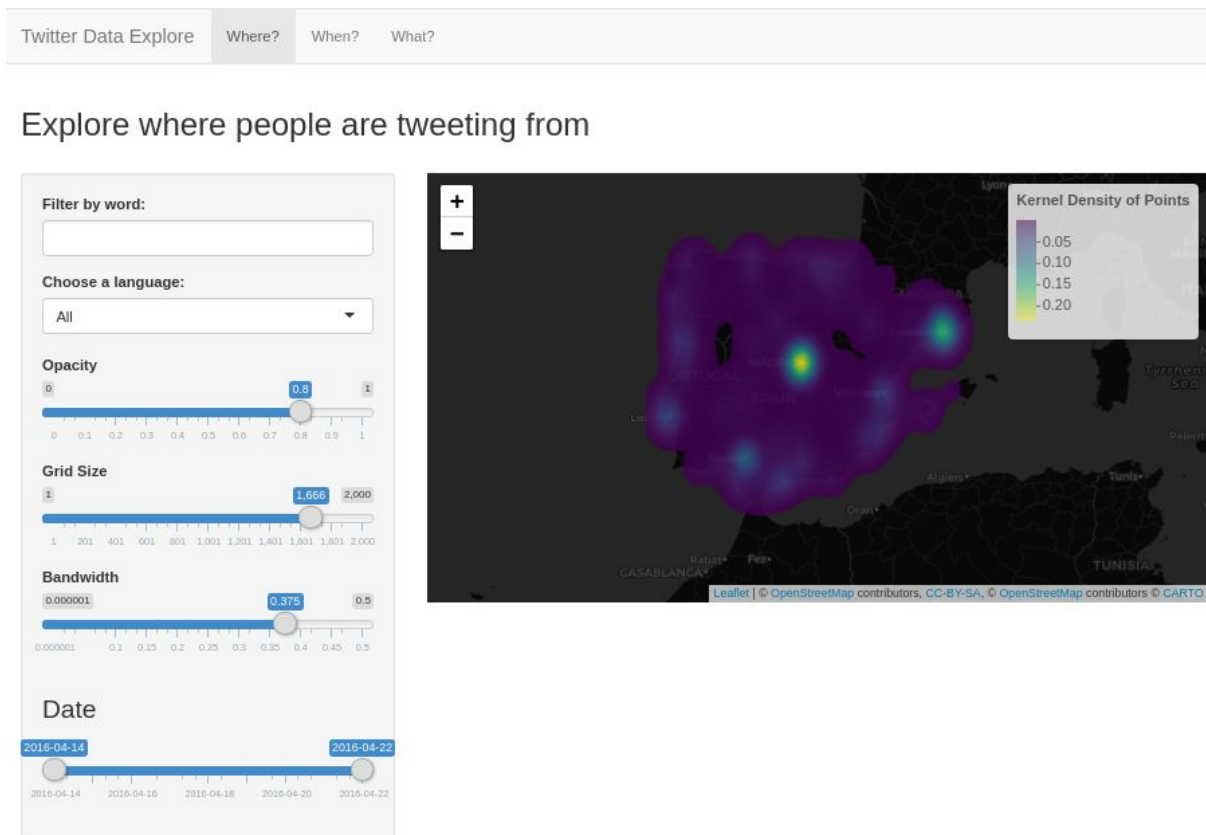 Twitter Data Explore Where? When? What?
Explore where people are tweeting from
Filter by word:
Choose a language:
All
Opacity
0 0.8 1
0 0.1 0.2 0.3 0.4 0.5 0.6 0.7 0.8 0.9 1
Grid Size
1 1,666 2,000
1 201 401 601 801 1,001 1,201 1,401 1,601 1,801 2,000
Bandwidth
0.000001 0.375 0.5
0.000001 0.1 0.15 0.2 0.25 0.3 0.35 0.4 0.45 0.5
Date
2016-04-14 2016-04-22
2016-04-14 2016-04-16 2016-04-18 2016-04-20 2016-04-22
+
−
Lyon
Kernel Density of Points
0.05
0.10
0.15
0.20
ANDORRA
PORTUGAL
SPAIN
Tyrrhenian
Sea
Algiers
Tunis
Oran
Rabat Fez
CASABLANCA
TUNISIA
Leaflet | © OpenStreetMap contributors, CC-BY-SA, © OpenStreetMap contributors © CARTO